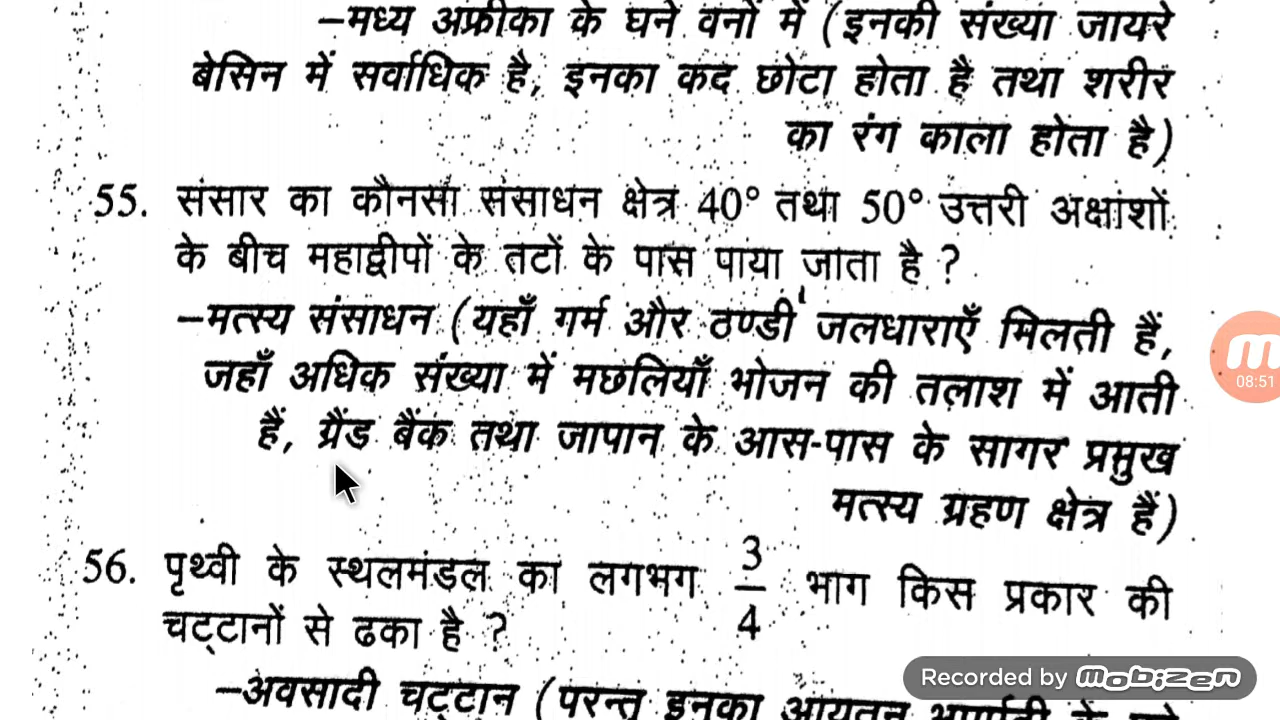 –मध्य अफ्रीका के घने वनों में (इनकी संख्या जायरे
बेसिन में सर्वाधिक है, इनका कद छोटा होता है तथा शरीर
का रंग काला होता है)
55. संसार का कौनसा संसाधन क्षेत्र 40° तथा 50° उत्तरी अक्षांशों
के बीच महाद्वीपों के तटों के पास पाया जाता है ?
–मत्स्य संसाधन (यहाँ गर्म और ठण्डी जलधाराएँ मिलती हैं,
जहाँ अधिक संख्या में मछलियाँ भोजन की तलाश में आती
हैं, ग्रैंड बैंक तथा जापान के आस-पास के सागर प्रमुख
मत्स्य ग्रहण क्षेत्र हैं)
56. पृथ्वी के स्थलमंडल का लगभग 3/4 भाग किस प्रकार की
चट्टानों से ढका है ?
–अवसादी चट्टान (परन्तु इनका आयतन
08:51
Recorded by mobizen